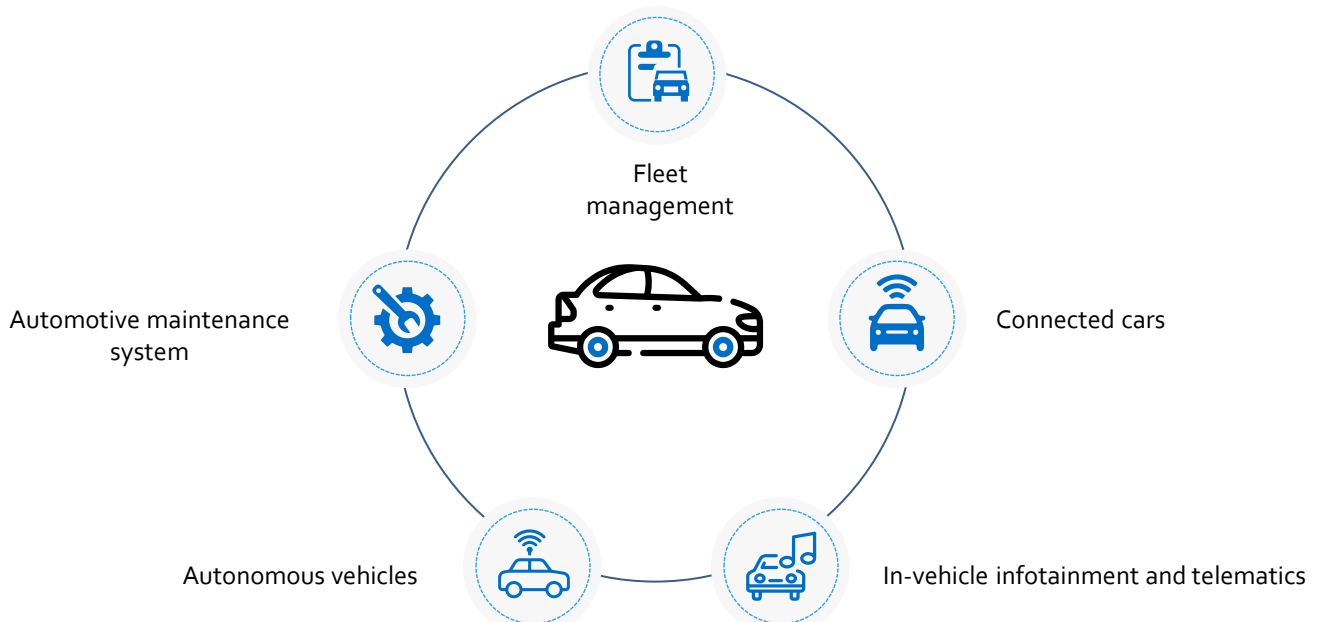 Fleet
management
Automotive maintenance
system
Connected cars
Autonomous vehicles
In-vehicle infotainment and telematics